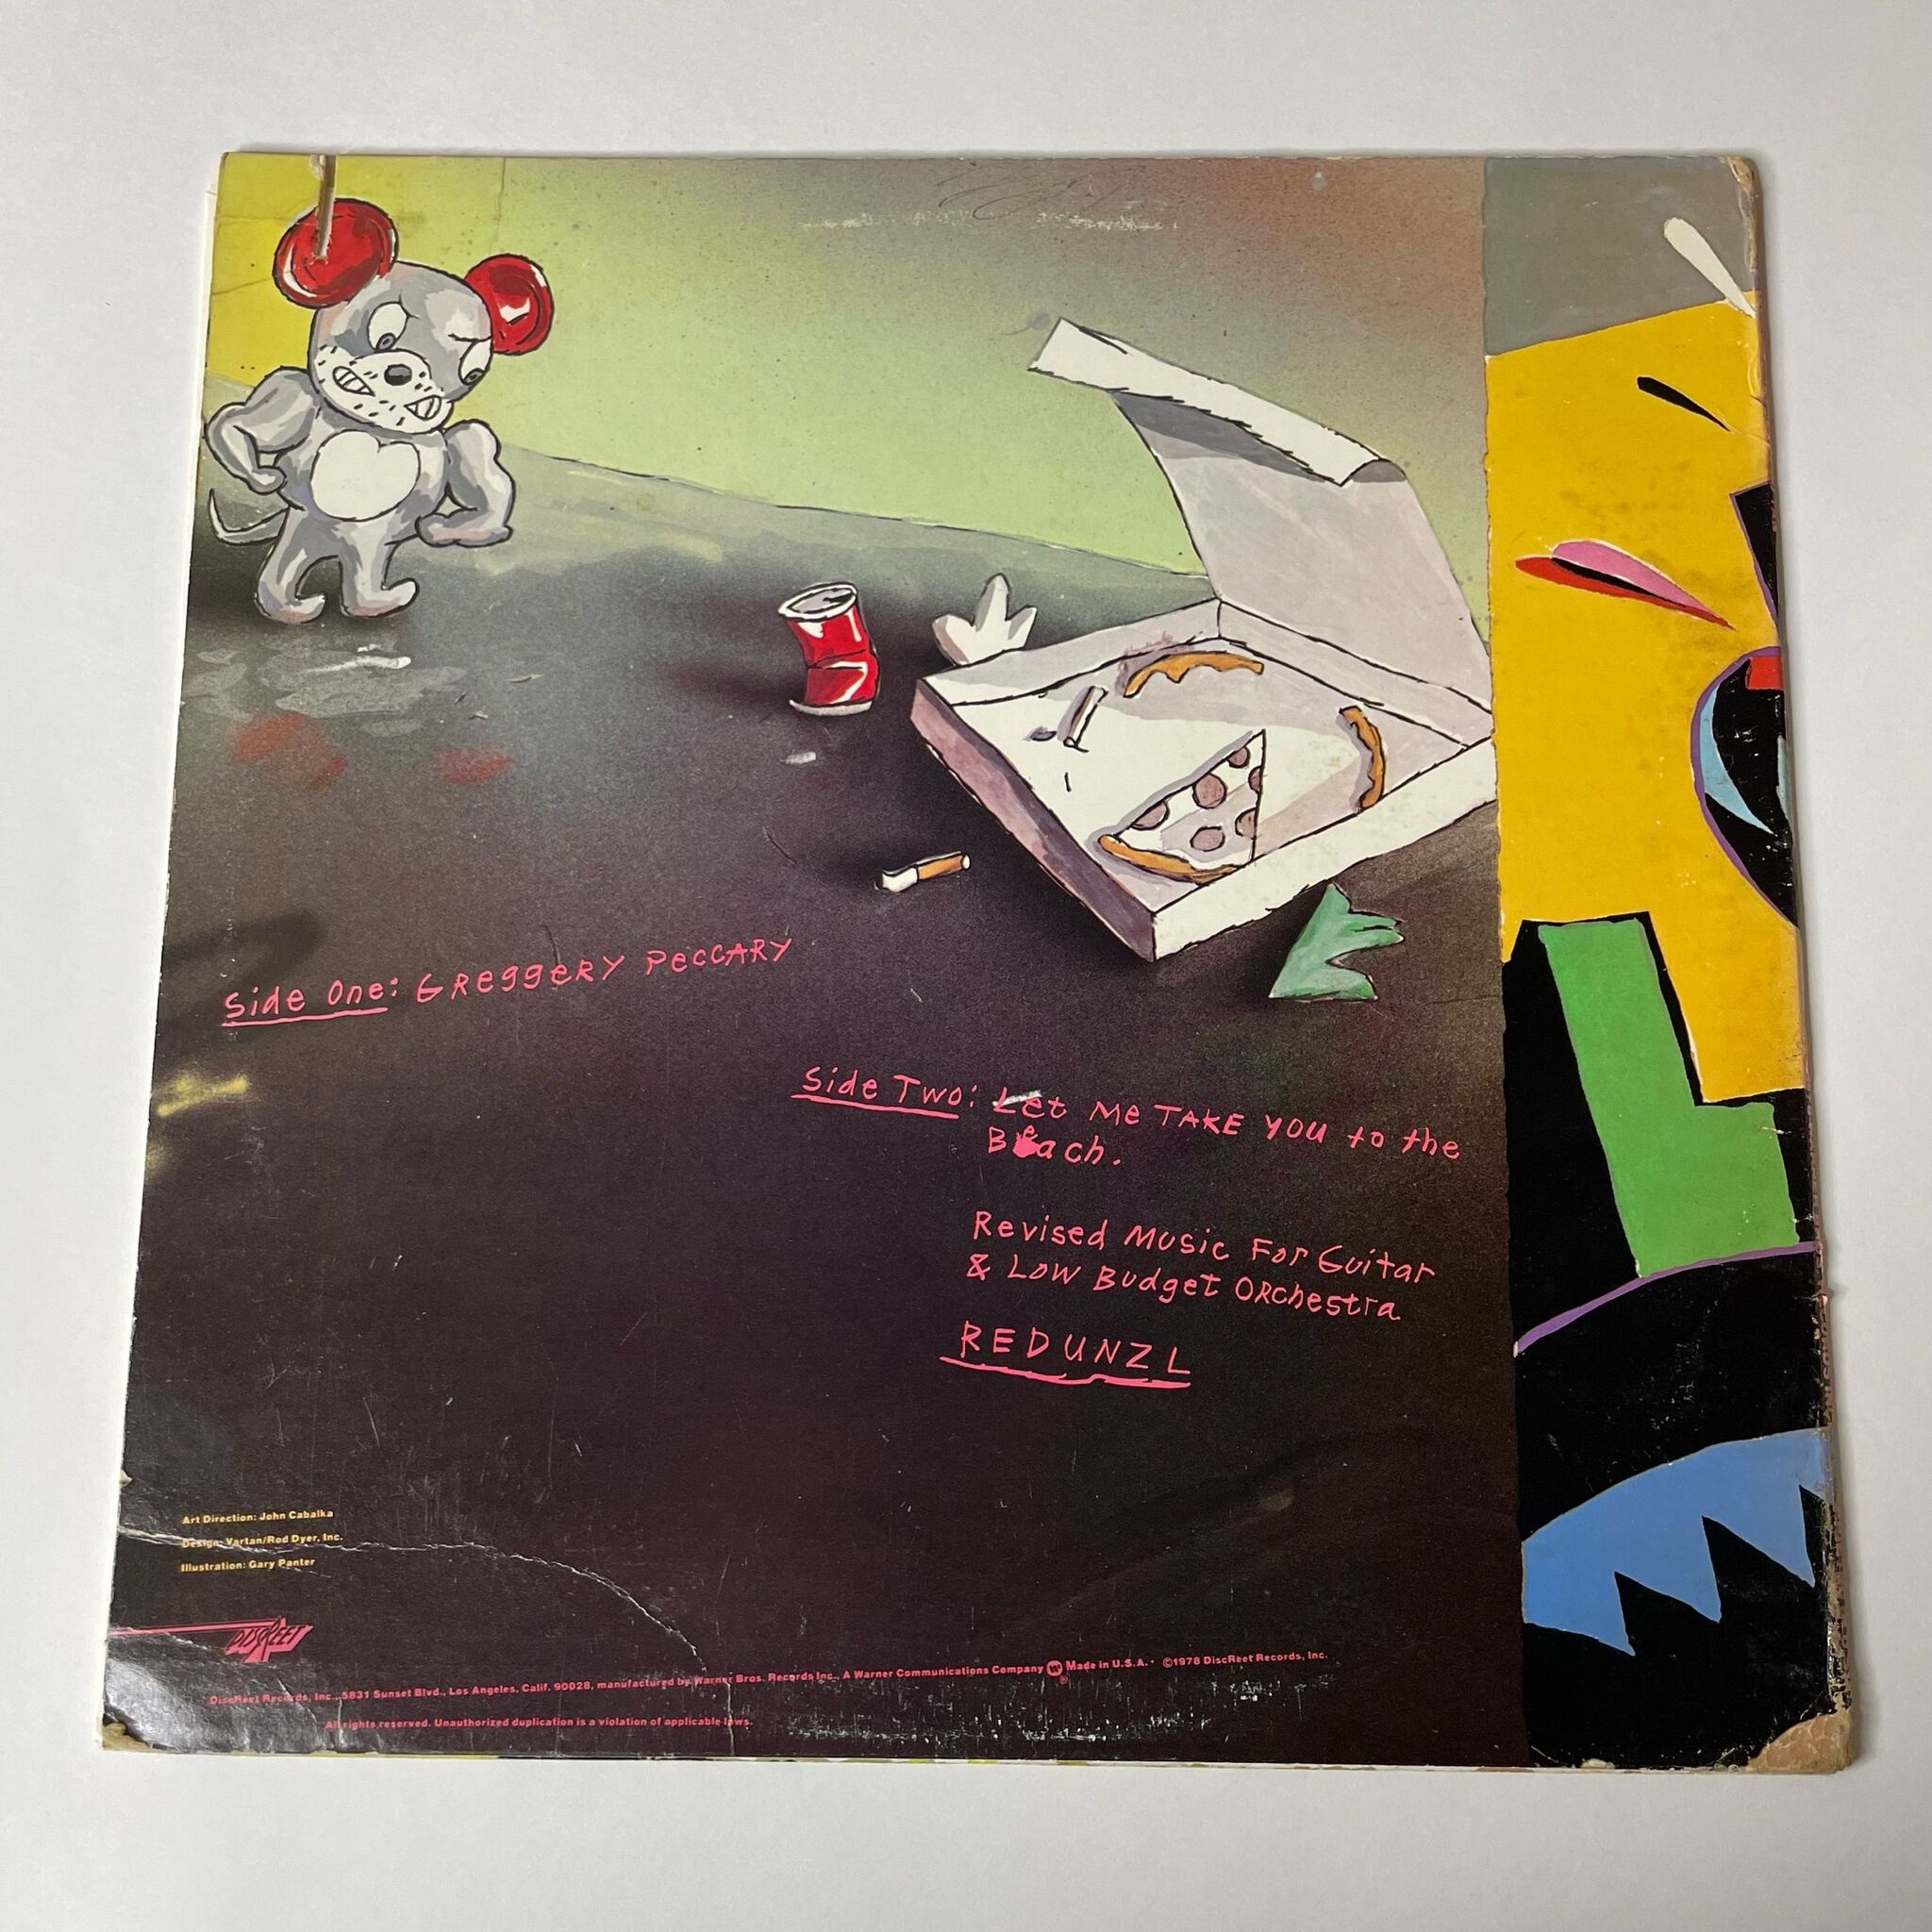 Side One: GReggeRY PeccARY
Side Two: Let Me TAKE YOU to the
Beach.
Revised Music For Guitar
& Low Budget ORchestra
REDUNZL
Art Direction: John Cabalka
Design: Vartan/Rod Dyer, Inc.
Illustration: Gary Panter
DISCREET
DiscReet Records, Inc., 5831 Sunset Blvd., Los Angeles, Calif. 90028, manufactured by Warner Bros. Records Inc., A Warner Communications Company W Made in U.S.A. · ©1978 DiscReet Records, Inc.
®
All rights reserved. Unauthorized duplication is a violation of applicable laws.